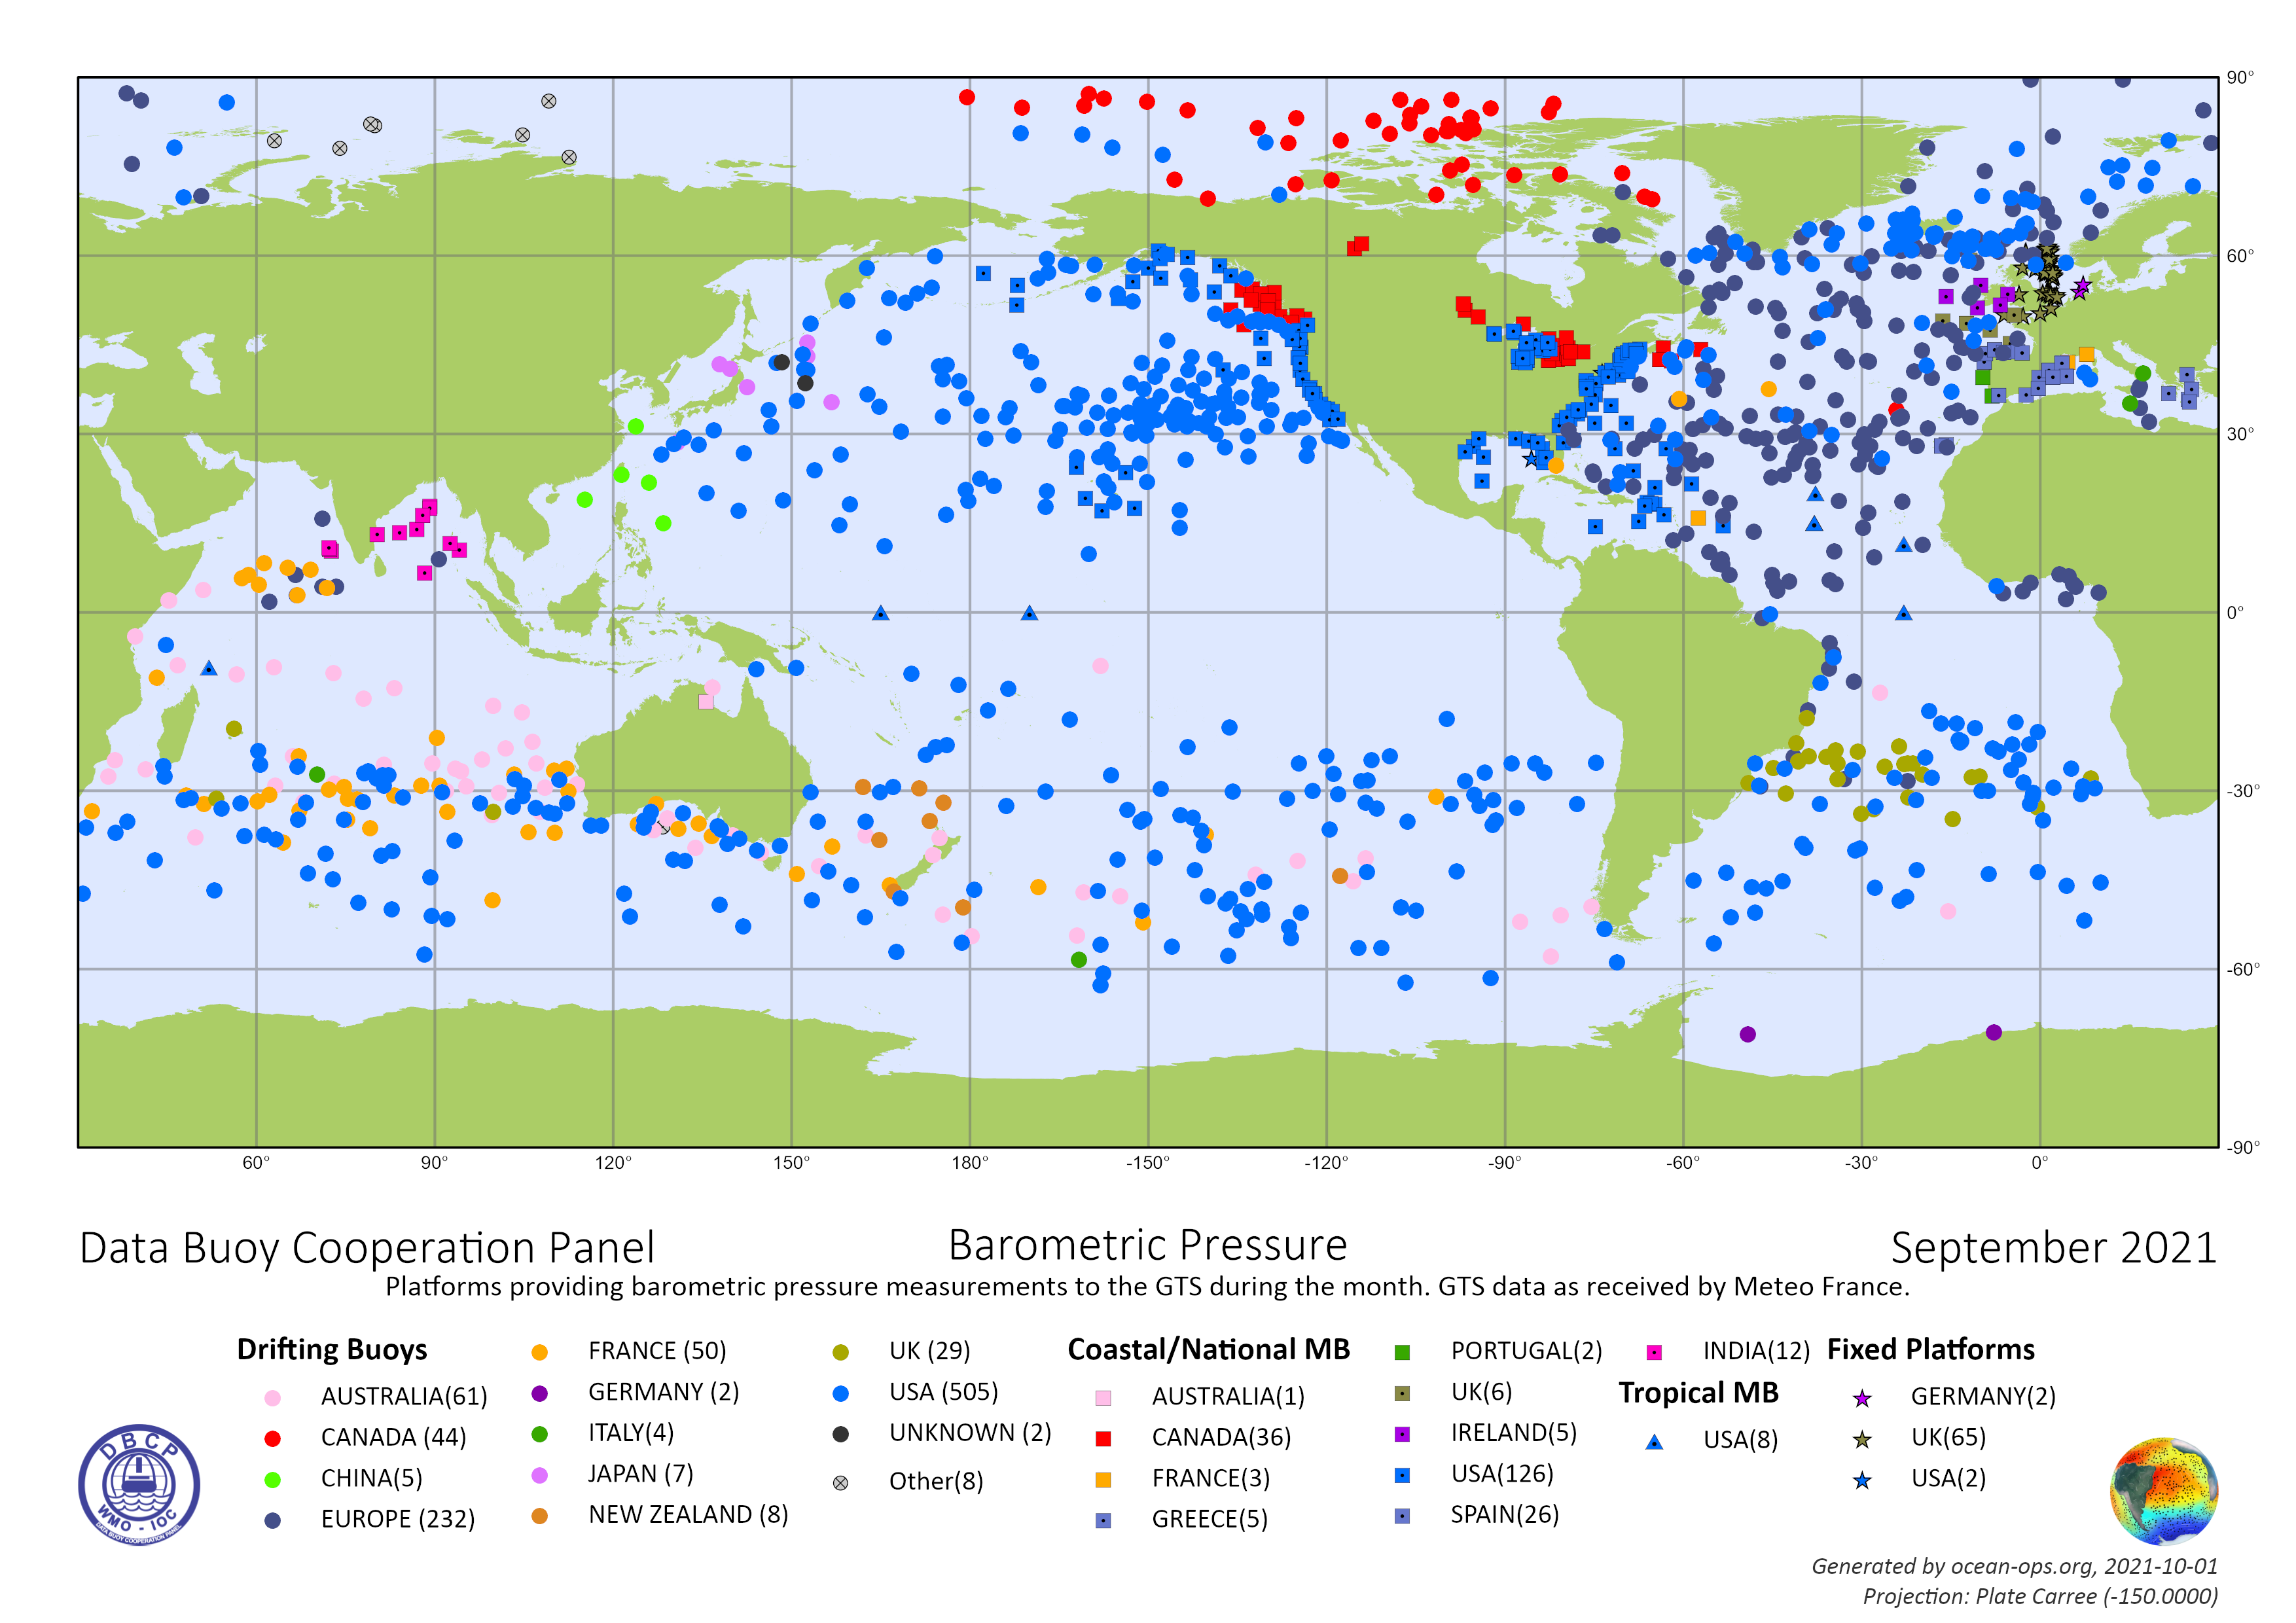 90°
60°
30°
0°
-30°
-60°
-90°
60°
90°
120°
150°
180°
-150°
-120°
-90°
-60°
-30°
0°
Data Buoy Cooperation Panel
Barometric Pressure
September 2021
Platforms providing barometric pressure measurements to the GTS during the month. GTS data as received by Meteo France.
Drifting Buoys
AUSTRALIA(61)
CANADA (44)
CHINA(5)
EUROPE (232)
FRANCE (50)
GERMANY (2)
ITALY(4)
JAPAN (7)
NEW ZEALAND (8)
UK (29)
USA (505)
UNKNOWN (2)
Other(8)
Coastal/National MB
AUSTRALIA(1)
CANADA(36)
FRANCE(3)
GREECE(5)
PORTUGAL(2)
UK(6)
IRELAND(5)
USA(126)
SPAIN(26)
INDIA(12)
Tropical MB
USA(8)
Fixed Platforms
GERMANY(2)
UK(65)
USA(2)
DBCP
WMO - IOC
DATA BUOY COOPERATION PANEL
Generated by ocean-ops.org, 2021-10-01
Projection: Plate Carree (-150.0000)